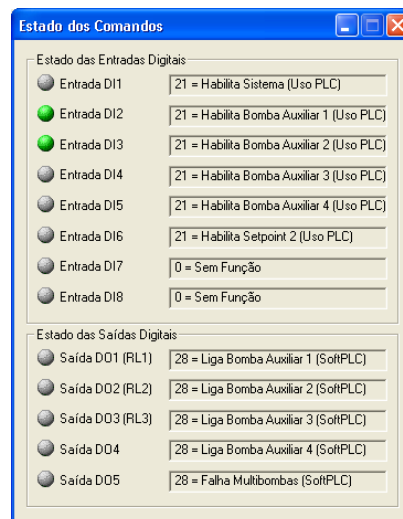 Estado dos Comandos
Estado das Entradas Digitais
Entrada DI1 21 = Habilita Sistema (Uso PLC)
Entrada DI2 21 = Habilita Bomba Auxiliar 1 (Uso PLC)
Entrada DI3 21 = Habilita Bomba Auxiliar 2 (Uso PLC)
Entrada DI4 21 = Habilita Bomba Auxiliar 3 (Uso PLC)
Entrada DI5 21 = Habilita Bomba Auxiliar 4 (Uso PLC)
Entrada DI6 21 = Habilita Setpoint 2 (Uso PLC)
Entrada DI7 0 = Sem Função
Entrada DI8 0 = Sem Função
Estado das Saídas Digitais
Saída DO1 (RL1) 28 = Liga Bomba Auxiliar 1 (SoftPLC)
Saída DO2 (RL2) 28 = Liga Bomba Auxiliar 2 (SoftPLC)
Saída DO3 (RL3) 28 = Liga Bomba Auxiliar 3 (SoftPLC)
Saída DO4 28 = Liga Bomba Auxiliar 4 (SoftPLC)
Saída DO5 28 = Falha Multibombas (SoftPLC)